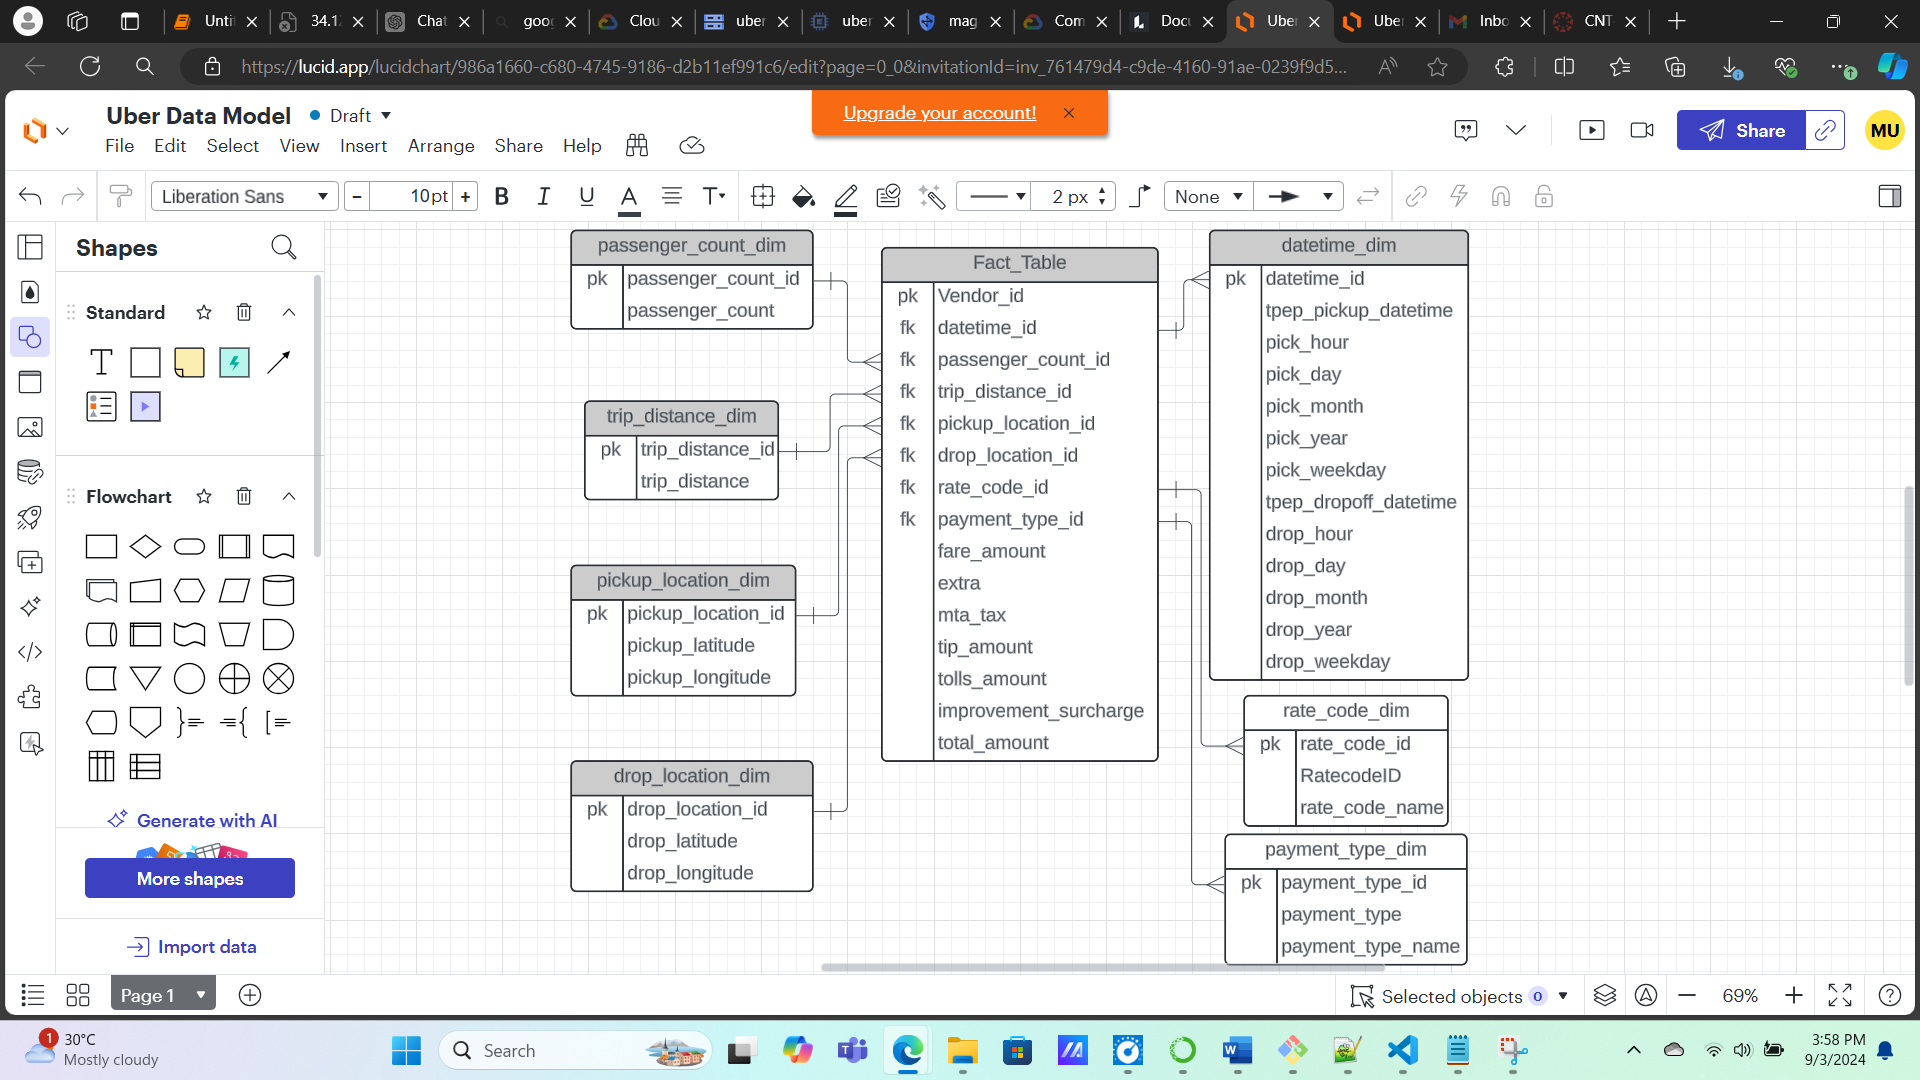 Unti
34.12
Chat
goo
Clou
uber
uber
mag
Com
Docu
Uber
Uber
Inbo
CNT
https://lucid.app/lucidchart/986a1660-c680-4745-9186-d2b11ef991c6/edit?page=0_0&invitationId=inv_761479d4-c9de-4160-91ae-0239f9d5...
Uber Data Model
Draft
Upgrade your account!
File Edit Select View Insert Arrange Share Help
Share
MU
Liberation Sans
- 10 pt +
B I U A T
2 px
None
Shapes
Standard
T
Flowchart
Generate with AI
More shapes
Import data
passenger_count_dim
pk passenger_count_id
passenger_count
trip_distance_dim
pk trip_distance_id
trip_distance
pickup_location_dim
pk pickup_location_id
pickup_latitude
pickup_longitude
drop_location_dim
pk drop_location_id
drop_latitude
drop_longitude
Fact_Table
pk Vendor_id
fk datetime_id
fk passenger_count_id
fk trip_distance_id
fk pickup_location_id
fk drop_location_id
fk rate_code_id
fk payment_type_id
fare_amount
extra
mta_tax
tip_amount
tolls_amount
improvement_surcharge
total_amount
datetime_dim
pk datetime_id
tpep_pickup_datetime
pick_hour
pick_day
pick_month
pick_year
pick_weekday
tpep_dropoff_datetime
drop_hour
drop_day
drop_month
drop_year
drop_weekday
rate_code_dim
pk rate_code_id
RatecodeID
rate_code_name
payment_type_dim
pk payment_type_id
payment_type
payment_type_name
Page 1
Selected objects 0
69%
1
30°C
Mostly cloudy
Search
3:58 PM
9/3/2024